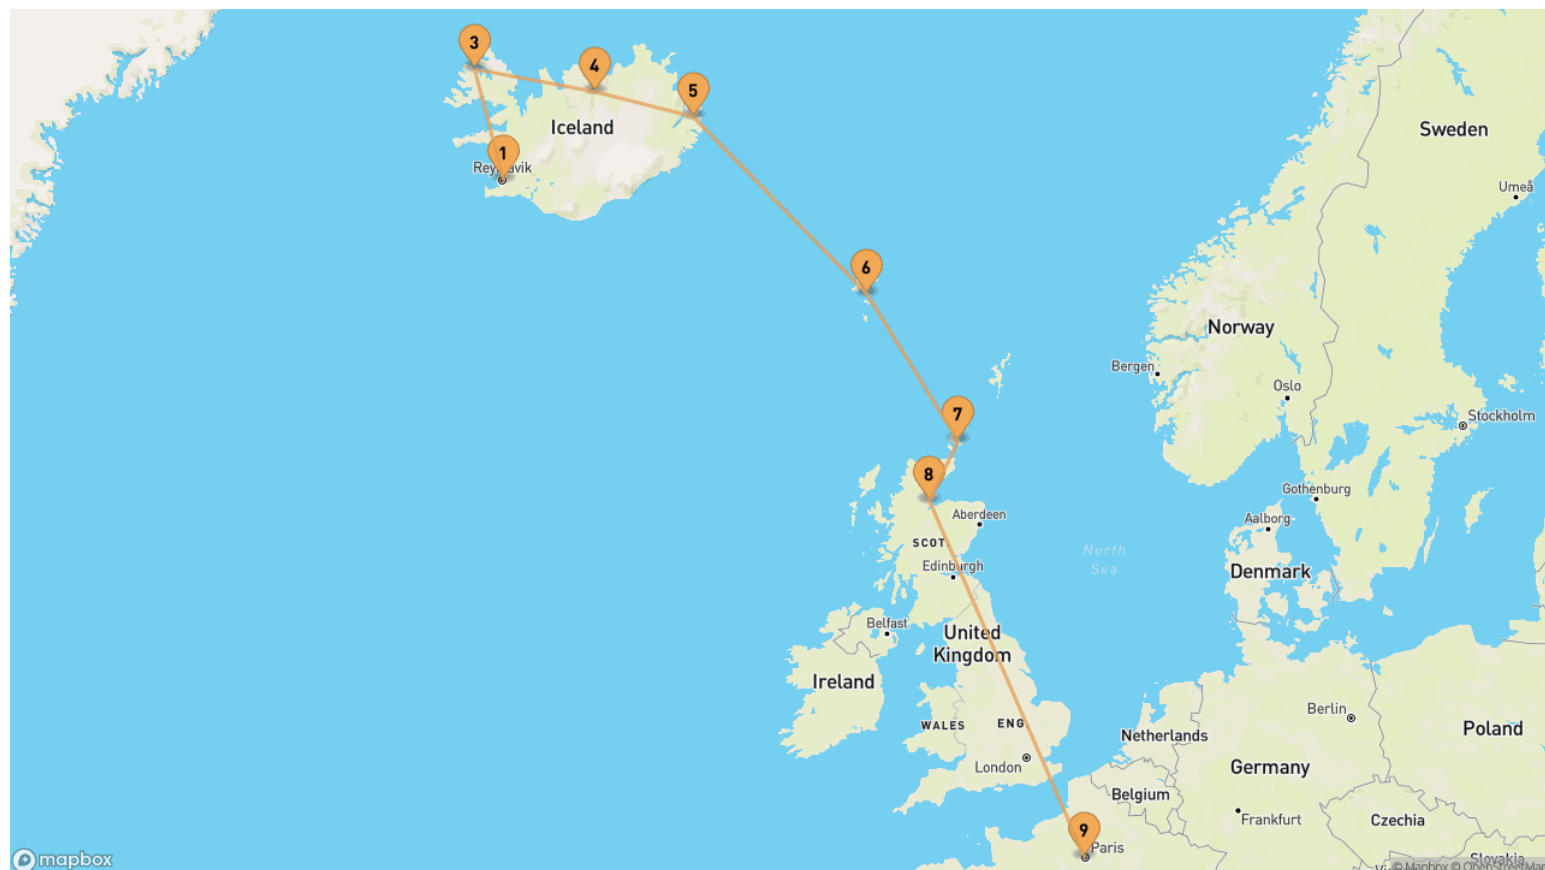 3
4
5
Iceland
Sweden
1
Umeå
6
Norway
Bergen
Oslo
7
Stockholm
8
Gothenburg
Aberdeen
Aalborg
SCOT
North
Sea
Edinburgh
Denmark
Belfast
United
Kingdom
Ireland
Berlin
WALES
ENG
Netherlands
Poland
London
Germany
Belgium
Frankfurt
Czechia
9
Paris
mapbox
Slovakia
© Mapbox © OpenStreetMap